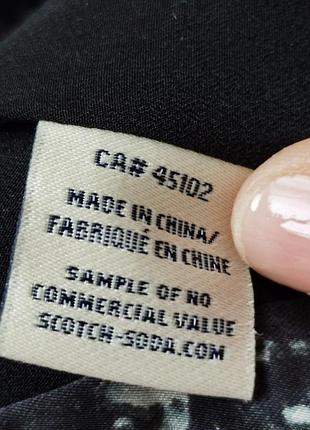 CA# 45102
MADE IN CHINA/
FABRIQUÉ EN CHINE
SAMPLE OF NO
COMMERCIAL VALUE
SCOTCH-SODA.COM